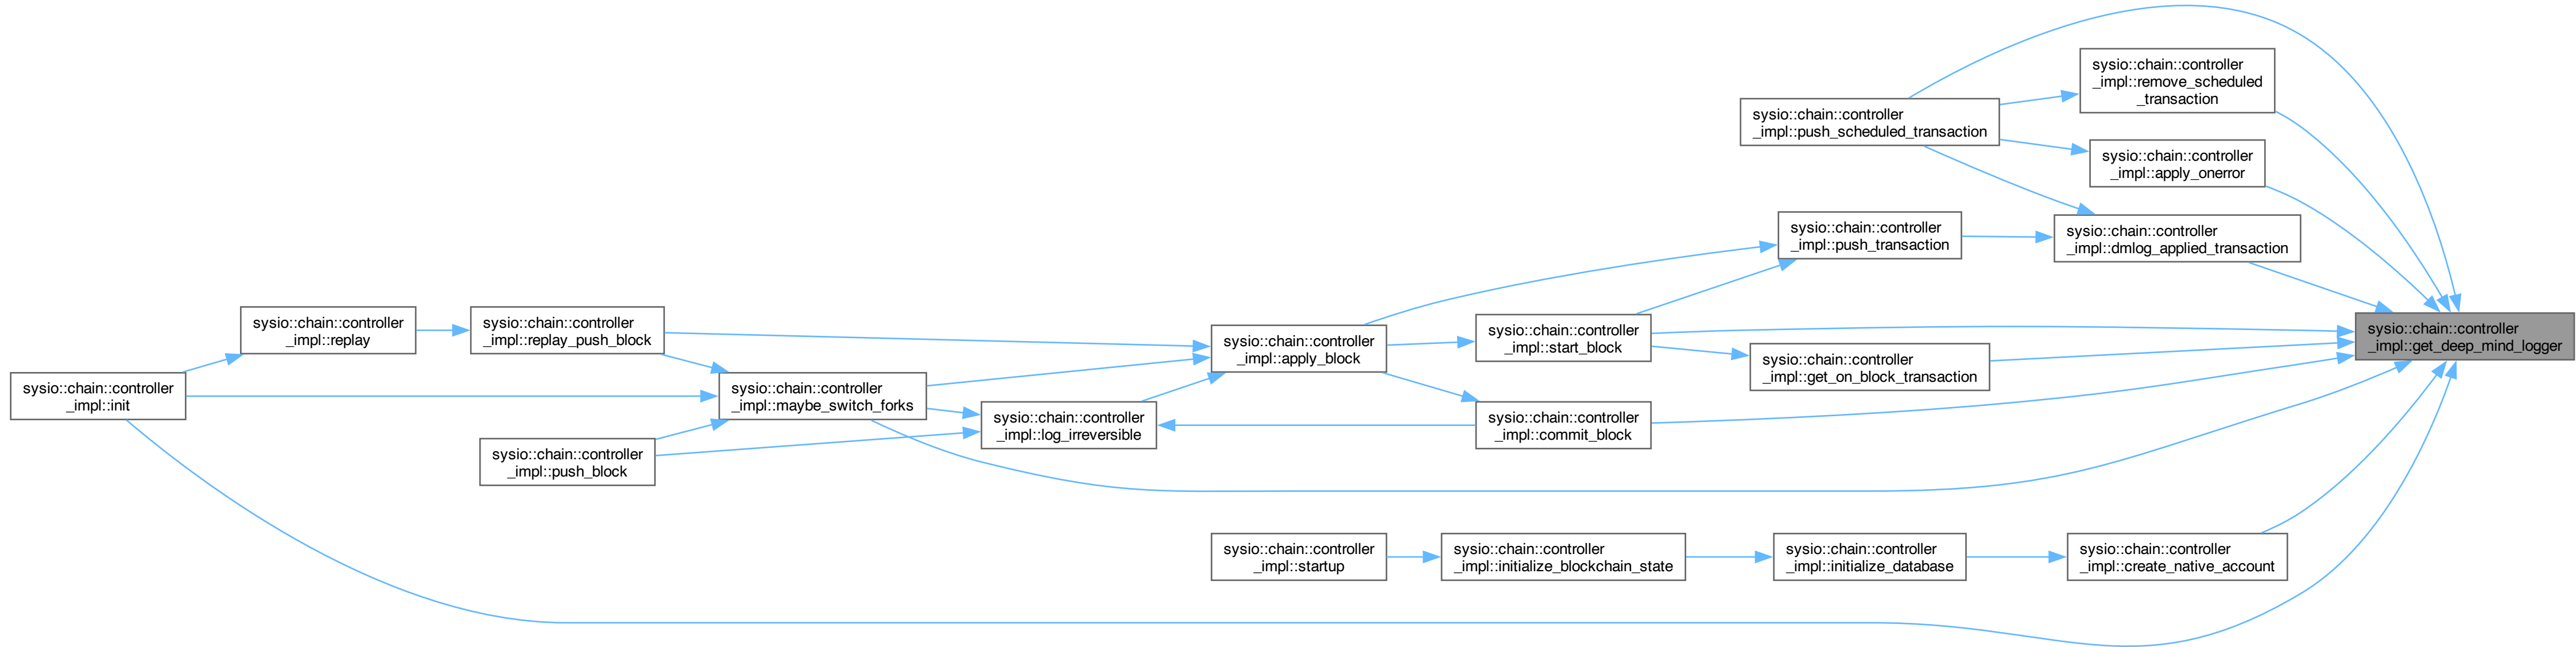 sysio::chain::controller
_impl::remove_scheduled
_transaction
sysio::chain::controller
_impl::push_scheduled_transaction
sysio::chain::controller
_impl::apply_onerror
sysio::chain::controller
_impl::push_transaction
sysio::chain::controller
_impl::dmlog_applied_transaction
sysio::chain::controller
_impl::replay
sysio::chain::controller
_impl::replay_push_block
sysio::chain::controller
_impl::apply_block
sysio::chain::controller
_impl::start_block
sysio::chain::controller
_impl::get_on_block_transaction
sysio::chain::controller
_impl::get_deep_mind_logger
sysio::chain::controller
_impl::init
sysio::chain::controller
_impl::maybe_switch_forks
sysio::chain::controller
_impl::log_irreversible
sysio::chain::controller
_impl::commit_block
sysio::chain::controller
_impl::push_block
sysio::chain::controller
_impl::startup
sysio::chain::controller
_impl::initialize_blockchain_state
sysio::chain::controller
_impl::initialize_database
sysio::chain::controller
_impl::create_native_account